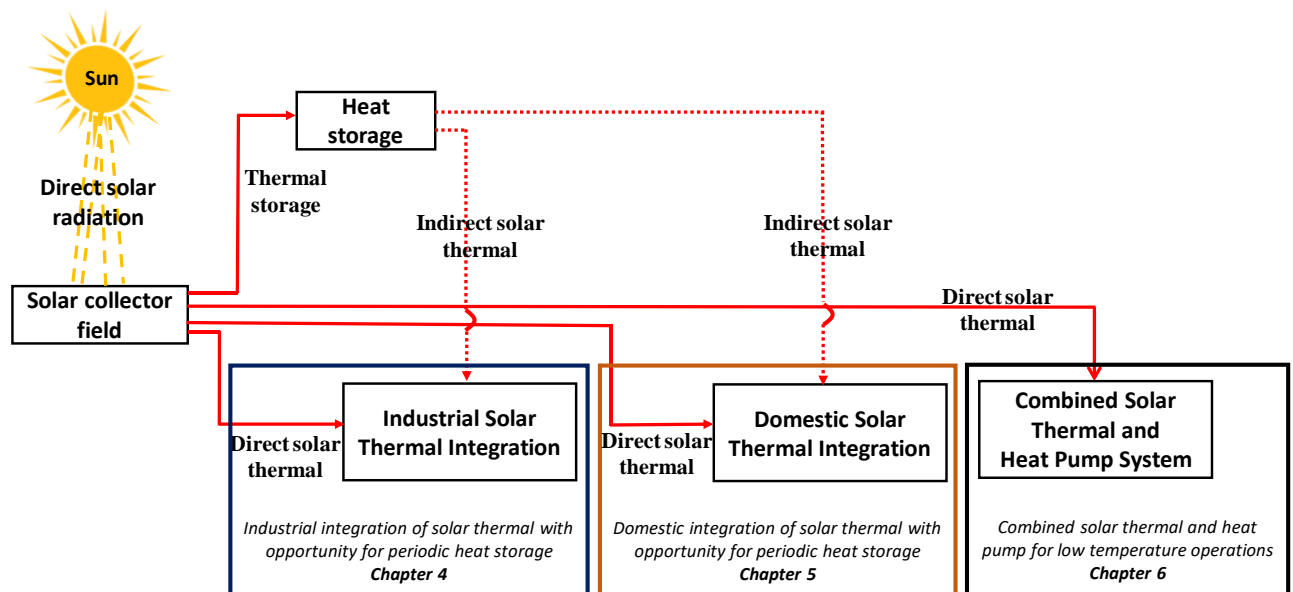 Sun
Direct solar
radiation
Heat
storage
Thermal
storage
Indirect solar
thermal
Indirect solar
thermal
Solar collector
field
Direct solar
thermal
Industrial Solar
Thermal Integration
Direct solar
thermal
Domestic Solar
Thermal Integration
Direct solar
thermal
Combined Solar
Thermal and
Heat Pump System
Industrial integration of solar thermal with
opportunity for periodic heat storage
Chapter 4
Domestic integration of solar thermal with
opportunity for periodic heat storage
Chapter 5
Combined solar thermal and heat
pump for low temperature operations
Chapter 6